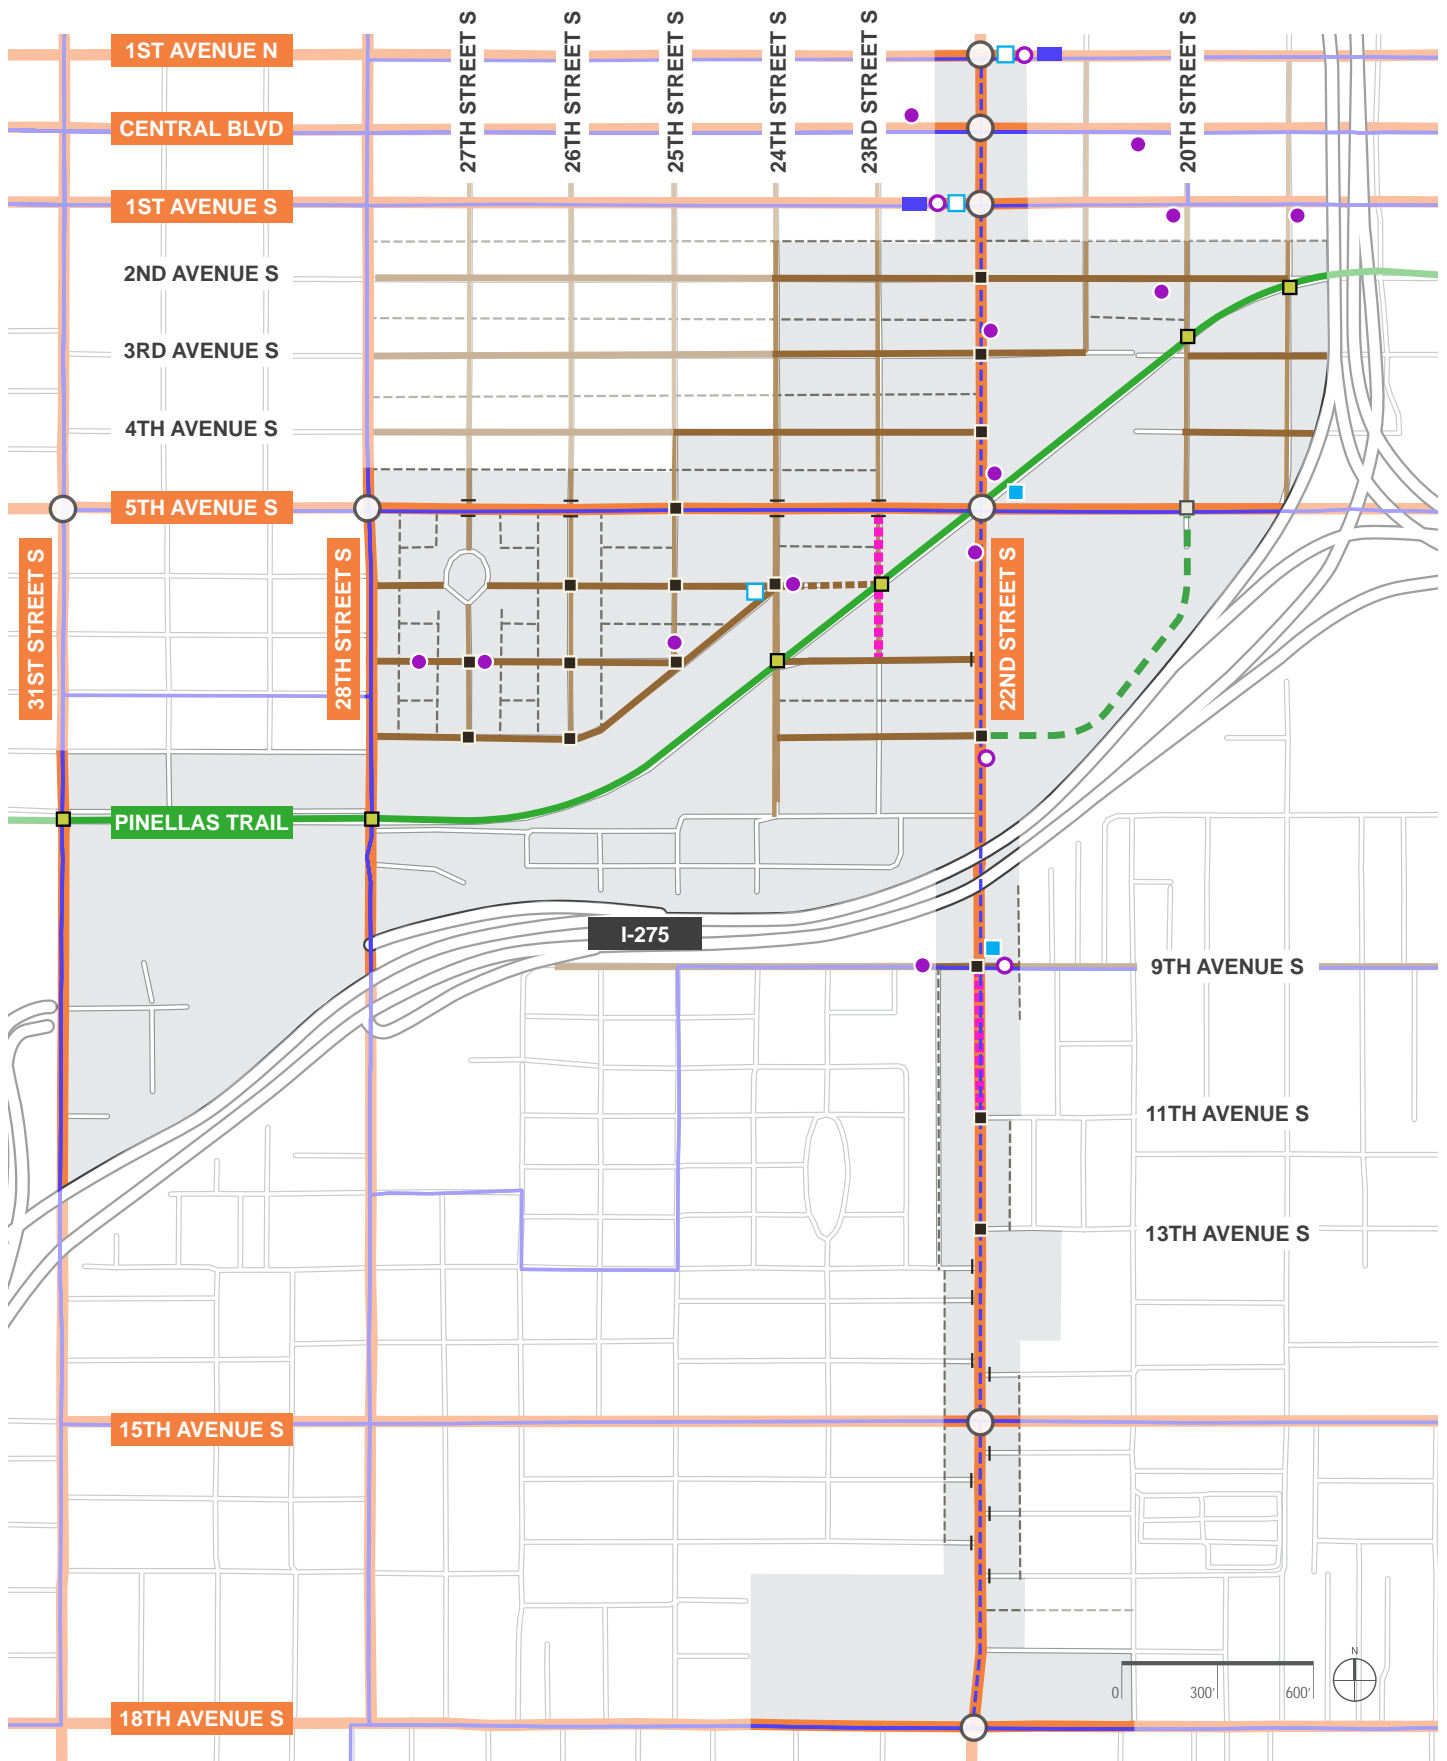 27TH STREET S
26TH STREET S
25TH STREET S
24TH STREET S
23RD STREET S
20TH STREET S
1ST AVENUE N
CENTRAL BLVD
1ST AVENUE S
2ND AVENUE S
3RD AVENUE S
4TH AVENUE S
5TH AVENUE S
31ST STREET S
28TH STREET S
22ND STREET S
PINELLAS TRAIL
I-275
9TH AVENUE S
11TH AVENUE S
13TH AVENUE S
15TH AVENUE S
18TH AVENUE S
0 300' 600'
N